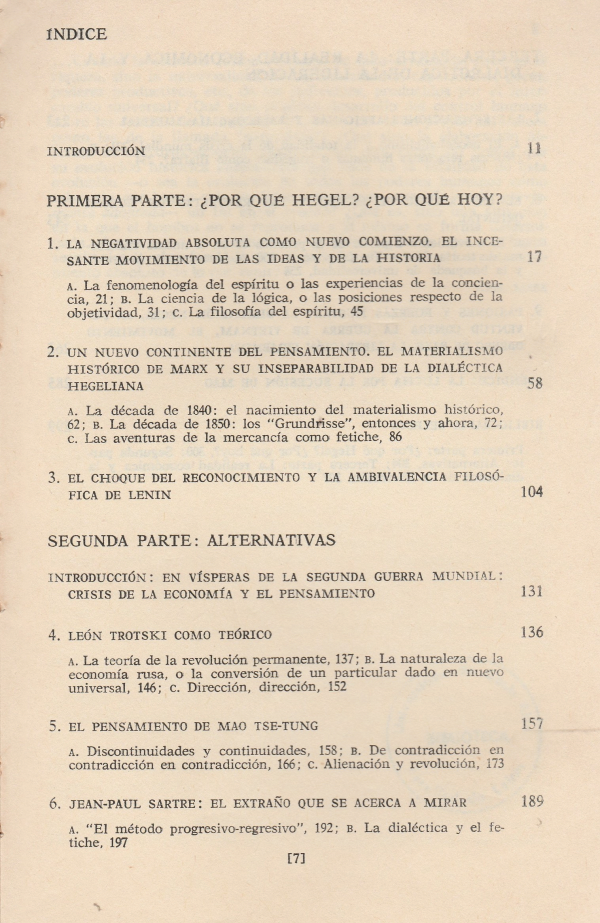 ÍNDICE
INTRODUCCIÓN 11
PRIMERA PARTE: ¿POR QUÉ HEGEL? ¿POR QUÉ HOY?
1. LA NEGATIVIDAD ABSOLUTA COMO NUEVO COMIENZO. EL INCE-
SANTE MOVIMIENTO DE LAS IDEAS Y DE LA HISTORIA 17
A. La fenomenología del espíritu o las experiencias de la concien-
cia, 21; B. La ciencia de la lógica, o las posiciones respecto de la
objetividad, 31; C. La filosofía del espíritu, 45
2. UN NUEVO CONTINENTE DEL PENSAMIENTO. EL MATERIALISMO
HISTÓRICO DE MARX Y SU INSEPARABILIDAD DE LA DIALÉCTICA
HEGELIANA 58
A. La década de 1840: el nacimiento del materialismo histórico,
62; B. La década de 1850: los "Grundrisse", entonces y ahora, 72;
C. Las aventuras de la mercancía como fetiche, 86
3. EL CHOQUE DEL RECONOCIMIENTO Y LA AMBIVALENCIA FILOSÓ-
FICA DE LENIN 104
SEGUNDA PARTE: ALTERNATIVAS
INTRODUCCIÓN: EN VÍSPERAS DE LA SEGUNDA GUERRA MUNDIAL:
CRISIS DE LA ECONOMÍA Y EL PENSAMIENTO 131
4. LEÓN TROTSKI COMO TEÓRICO 136
A. La teoría de la revolución permanente, 137; B. La naturaleza de la
economía rusa, o la conversión de un particular dado en nuevo
universal, 146; C. Dirección, dirección, 152
5. EL PENSAMIENTO DE MAO TSE-TUNG 157
A. Discontinuidades y continuidades, 158; B. De contradicción en
contradicción en contradicción, 166; C. Alienación y revolución, 173
6. JEAN-PAUL SARTRE: EL EXTRAÑO QUE SE ACERCA A MIRAR 189
A. "El método progresivo-regresivo", 192; B. La dialéctica y el fe-
tiche, 197
[7]